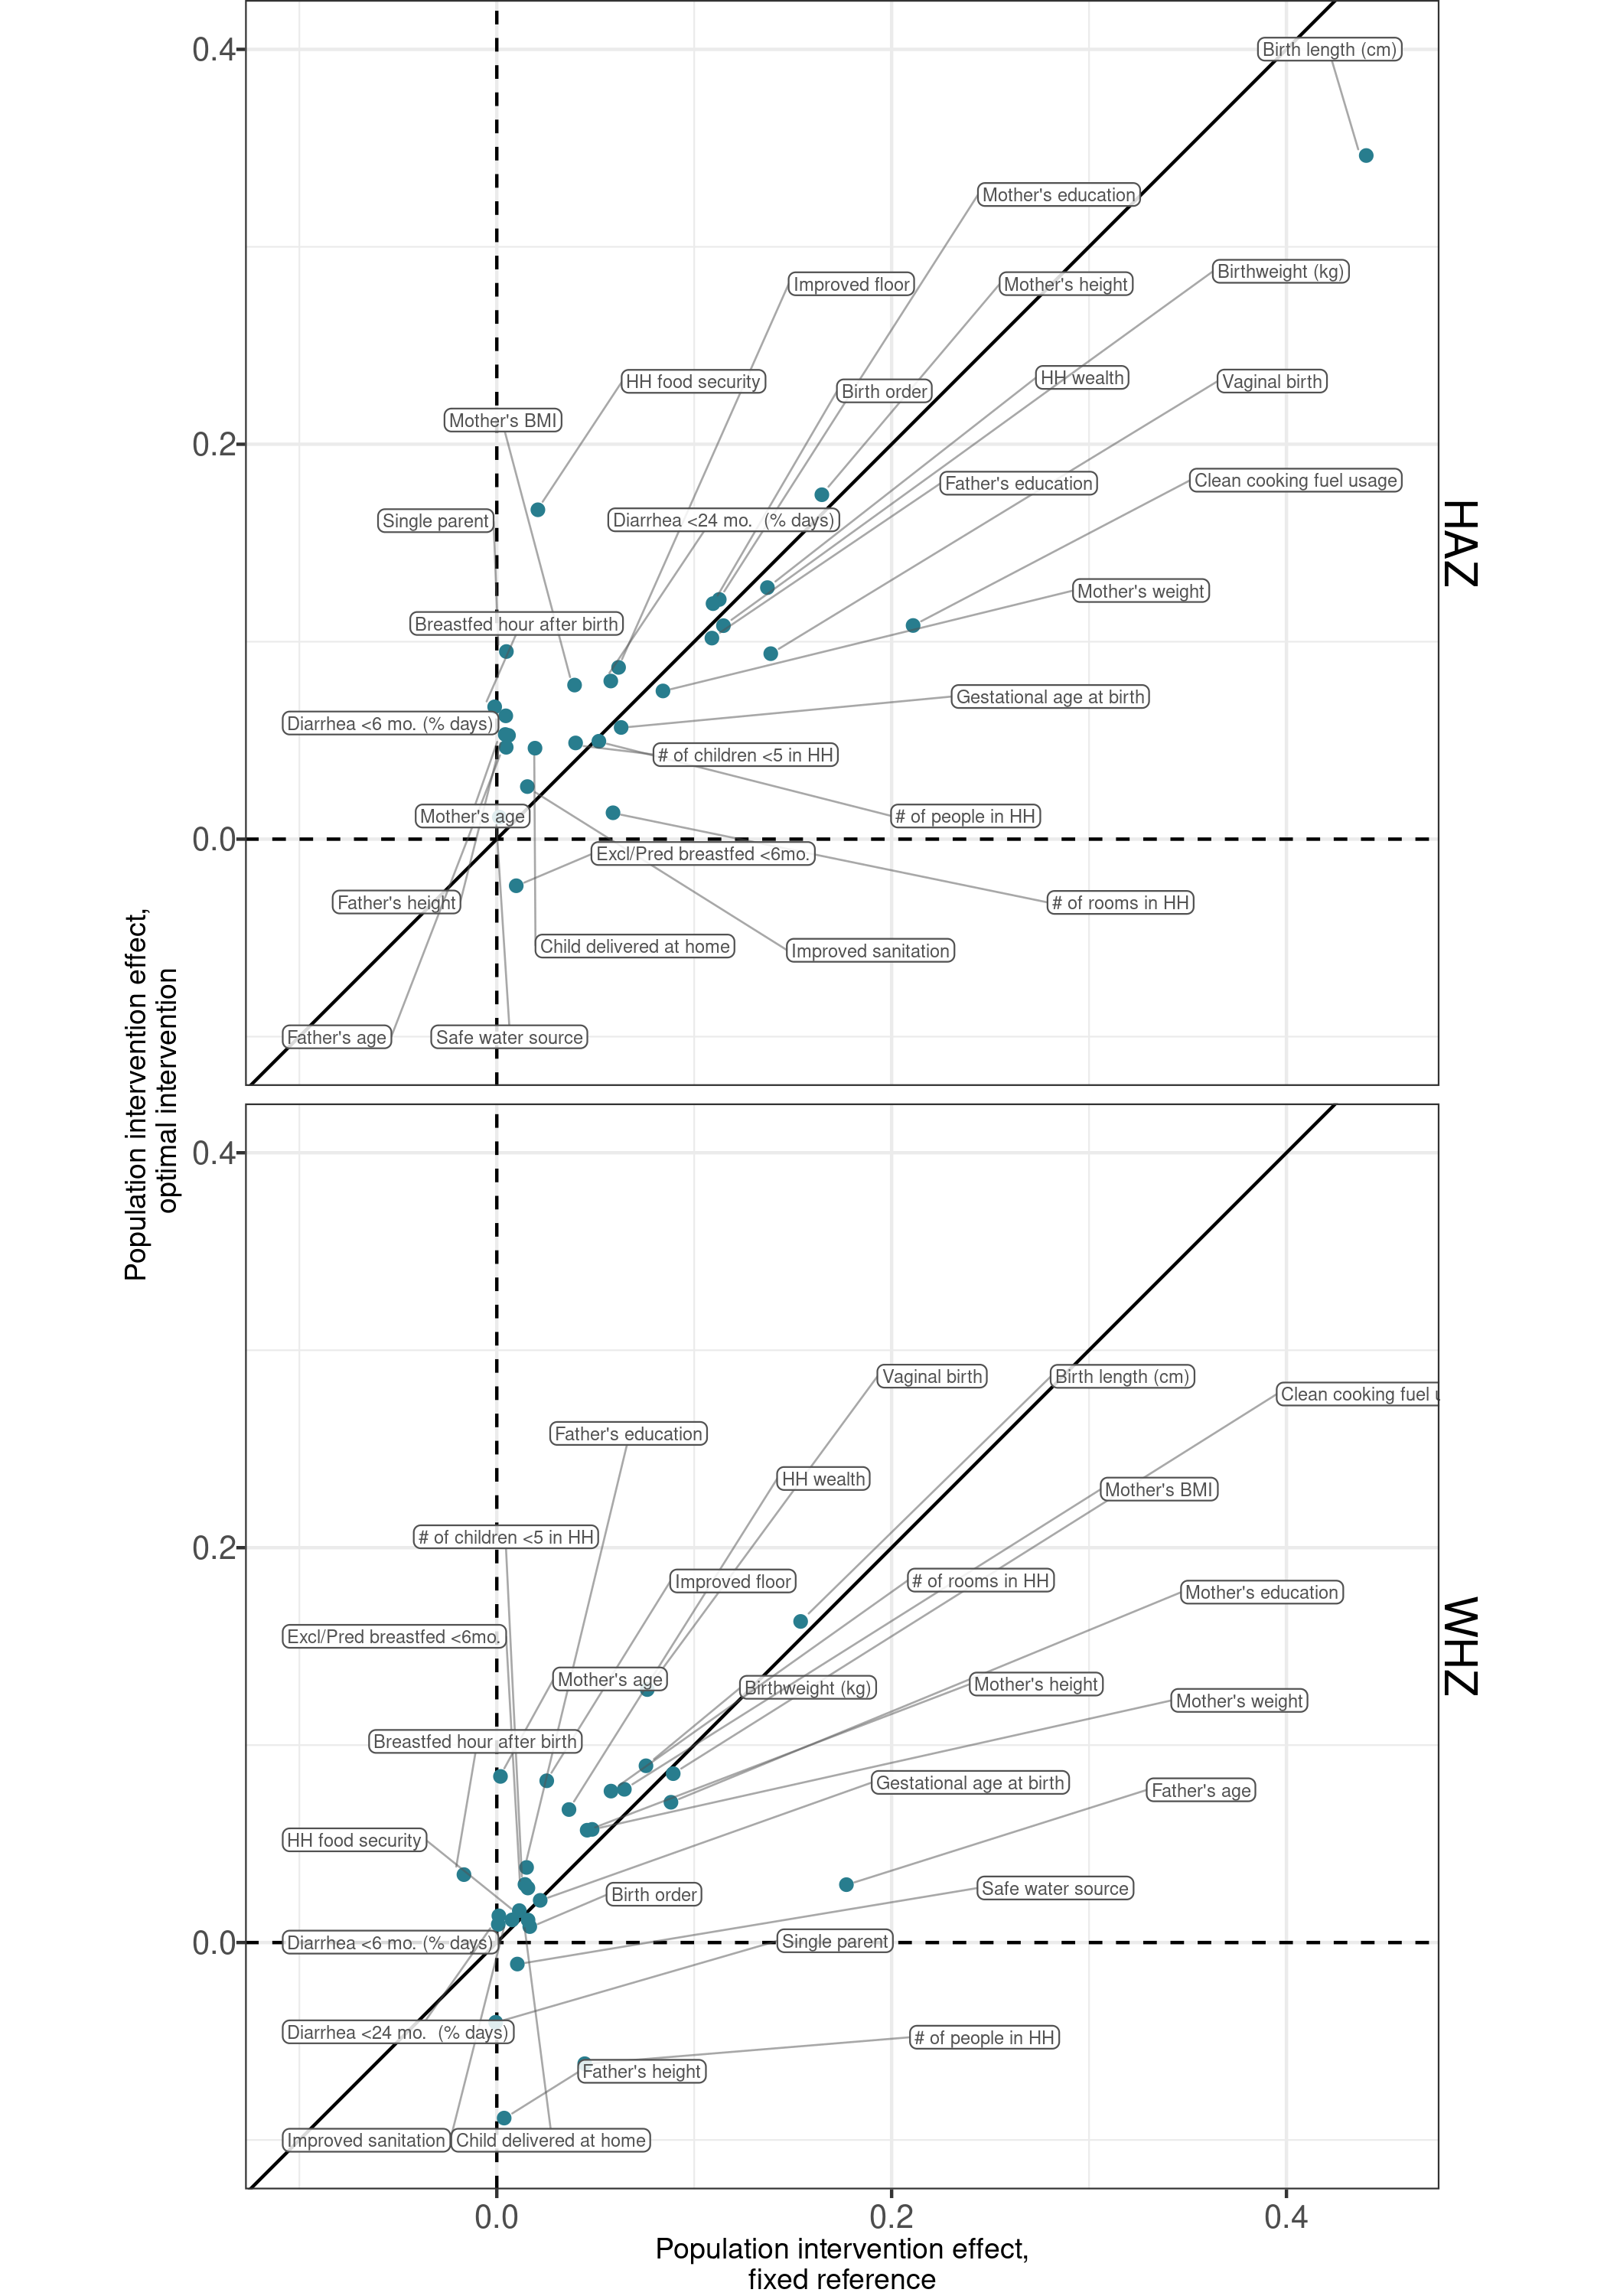 0.4
Birth length (cm)
Mother's education
Birthweight (kg)
Improved floor
Mother's height
HH wealth
HH food security
Vaginal birth
Birth order
Mother's BMI
0.2
Clean cooking fuel usage
Father's education
Single parent
Diarrhea <24 mo. (% days)
HAZ
Mother's weight
Breastfed hour after birth
Gestational age at birth
Diarrhea <6 mo. (% days)
# of children <5 in HH
Mother's age
# of people in HH
0.0
Excl/Pred breastfed <6mo.
Father's height
# of rooms in HH
Child delivered at home
Improved sanitation
Father's age
Safe water source
Population intervention effect,
optimal intervention
0.4
Vaginal birth
Birth length (cm)
Clean cooking fuel u
Father's education
HH wealth
Mother's BMI
# of children <5 in HH
0.2
Improved floor
# of rooms in HH
Mother's education
Excl/Pred breastfed <6mo.
WHZ
Mother's age
Birthweight (kg)
Mother's height
Mother's weight
Breastfed hour after birth
Gestational age at birth
Father's age
HH food security
Safe water source
Birth order
Single parent
0.0
Diarrhea <6 mo. (% days)
Diarrhea <24 mo. (% days)
# of people in HH
Father's height
Improved sanitation
Child delivered at home
0.0
0.2
0.4
Population intervention effect,
fixed reference